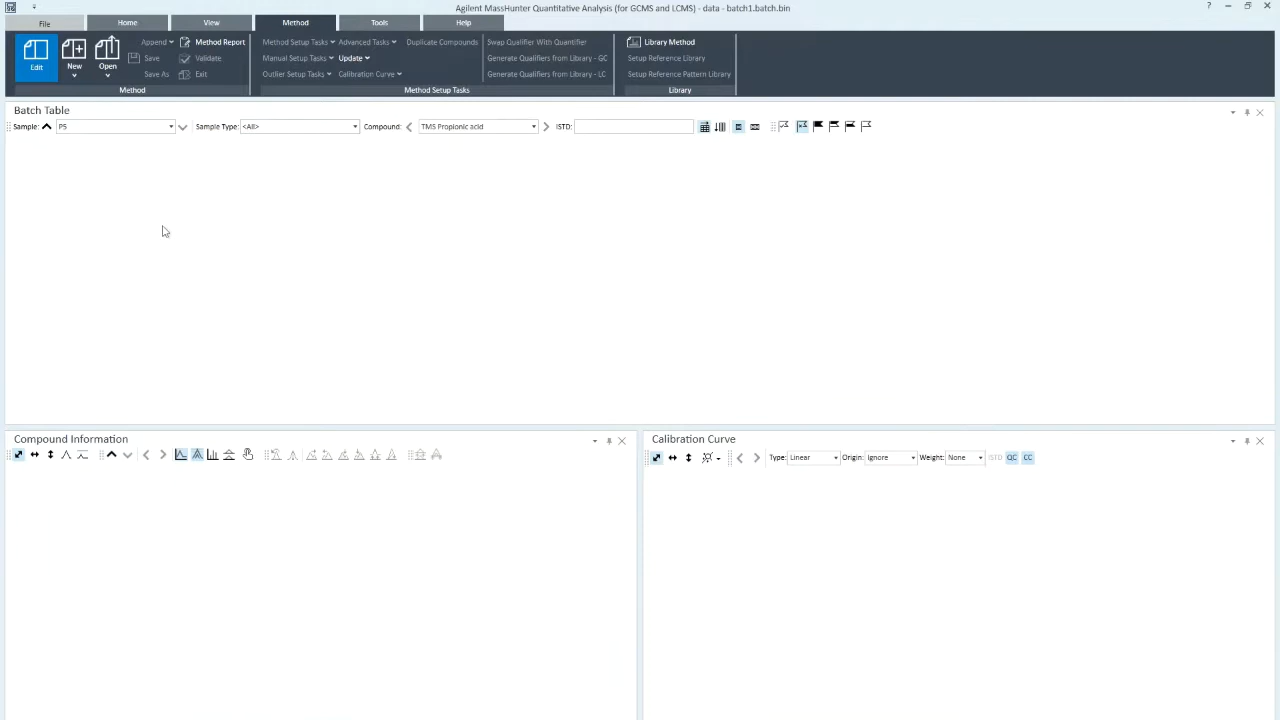 Agilent MassHunter Quantitative Analysis (for GCMS and LCMS) - data - batch1.batch.bin
File Home View Method Tools Help
Edit New Open Append Save Save As Method Report Validate Exit
Method Setup Tasks Advanced Tasks Duplicate Compounds
Manual Setup Tasks Update
Outlier Setup Tasks Calibration Curve
Swap Qualifier With Quantifier
Generate Qualifiers from Library - GC
Generate Qualifiers from Library - LC
Library Method
Setup Reference Library
Setup Reference Pattern Library
Method Method Setup Tasks Library
Batch Table
Sample: P5 Sample Type: <All> Compound: TMS Propionic acid ISTD:
Compound Information
Calibration Curve
Type: Linear Origin: Ignore Weight: None ISTD QC CC